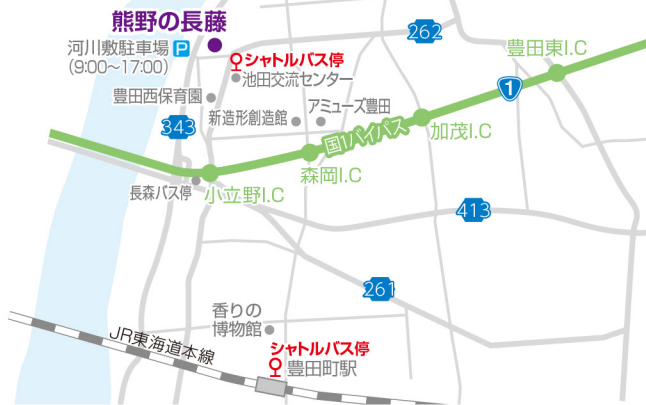 熊野の長藤
河川敷駐車場 P
(9:00〜17:00)
シャトルバス停
池田交流センター
262
豊田東I.C
豊田西保育園
アミューズ豊田
新造形創造館
1
343
国1バイパス
加茂I.C
森岡I.C
長森バス停
小立野I.C
413
261
香りの
博物館
JR東海道本線
シャトルバス停
豊田町駅